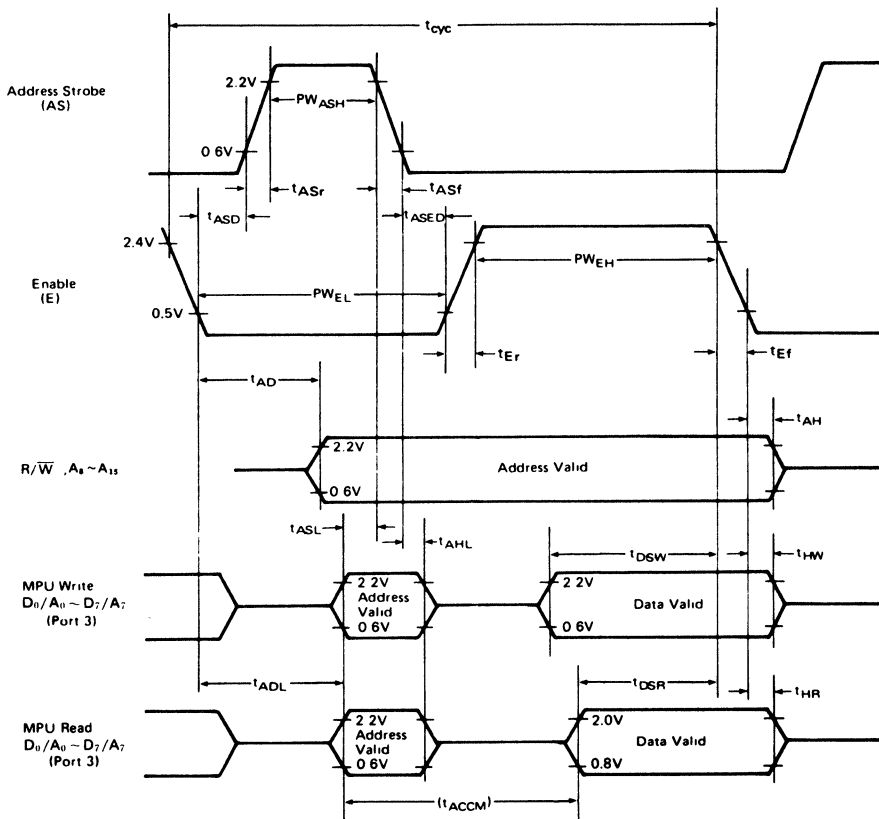 tcyc
Address Strobe
(AS)
2.2V
PWASH
0 6V
tASr
tASf
tASD
tASED
2.4V
Enable
(E)
PWEH
PWEL
0.5V
tEr
tEf
tAD
tAH
2.2V
R/W̅ ,A8 ~ A15
Address Valid
0 6V
tASL
tAHL
tDSW
tHW
MPU Write
D0/A0 ~ D7/A7
(Port 3)
2 2V
Address
Valid
0 6V
2 2V
Data Valid
0 6V
tADL
tDSR
tHR
MPU Read
D0/A0 ~ D7/A7
(Port 3)
2 2V
Address
Valid
0 6V
2.0V
Data Valid
0.8V
(tACCM)